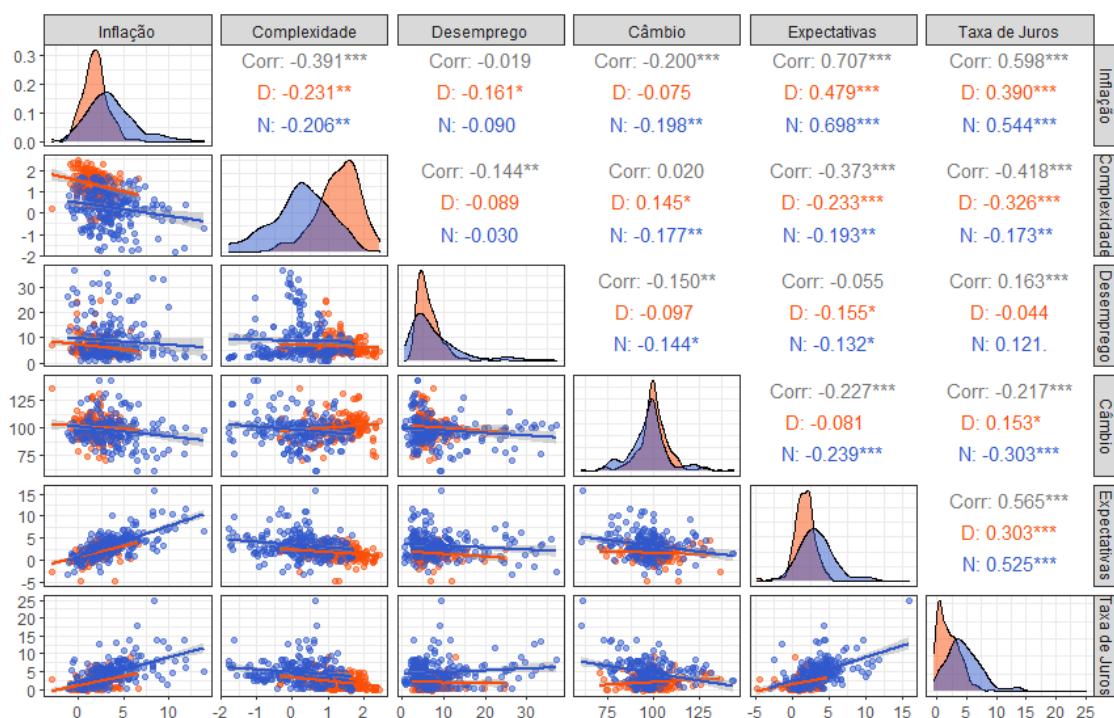 Inflação Complexidade Desemprego Câmbio Expectativas Taxa de Juros
0.3 Corr: -0.391*** Corr: -0.019 Corr: -0.200*** Corr: 0.707*** Corr: 0.598*** Inflação
0.2 D: -0.231** D: -0.161* D: -0.075 D: 0.479*** D: 0.390***
0.1 N: -0.206** N: -0.090 N: -0.198** N: 0.698*** N: 0.544***
0.0
2 Corr: -0.144** Corr: 0.020 Corr: -0.373*** Corr: -0.418*** Complexidade
1
0 D: -0.089 D: 0.145* D: -0.233*** D: -0.326***
-1 N: -0.030 N: -0.177** N: -0.193** N: -0.173**
-2
30 Corr: -0.150** Corr: -0.055 Corr: 0.163*** Desemprego
20 D: -0.097 D: -0.155* D: -0.044
10 N: -0.144* N: -0.132* N: 0.121.
0
125 Corr: -0.227*** Corr: -0.217*** Câmbio
100 D: -0.081 D: 0.153*
75 N: -0.239*** N: -0.303***
15 Corr: 0.565*** Expectativas
10
5 D: 0.303***
0 N: 0.525***
-5
25 Taxa de Juros
20
15
10
5
0
0 5 10 -2 -1 0 1 2 0 10 20 30 75 100 125 -5 0 5 10 15 0 5 10 15 20 25